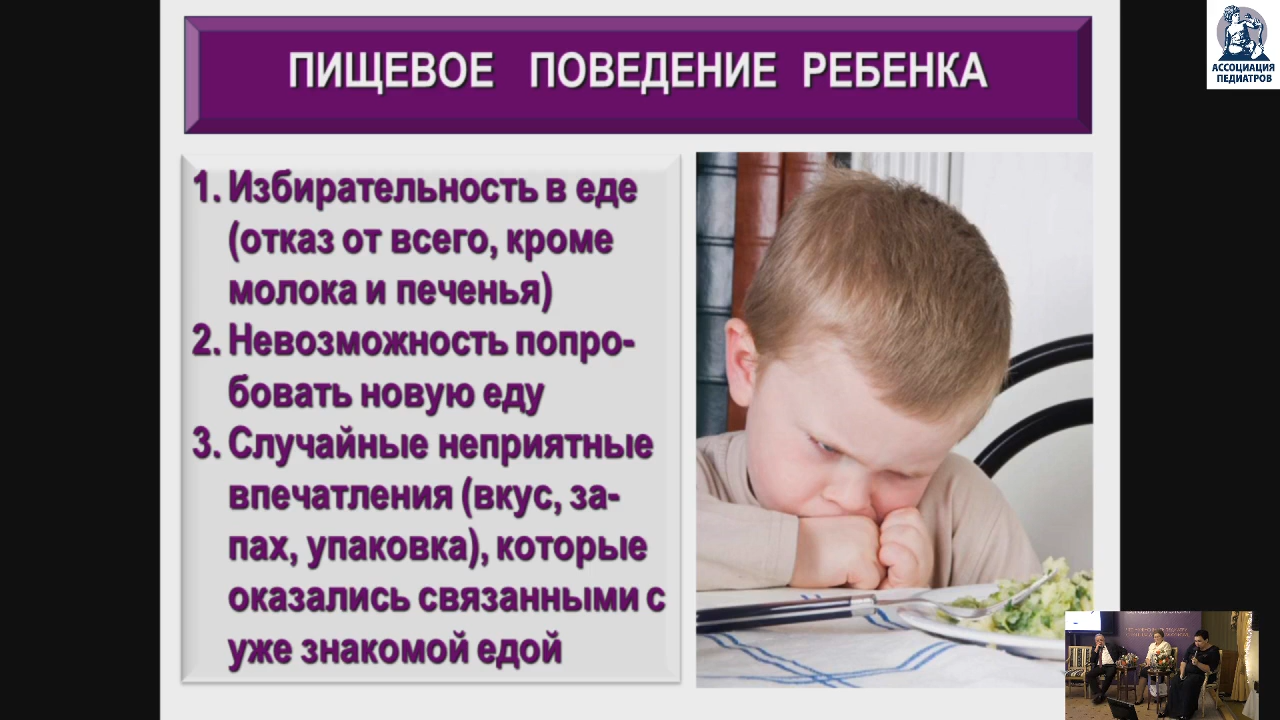 ПИЩЕВОЕ ПОВЕДЕНИЕ РЕБЕНКА
1. Избирательность в еде
(отказ от всего, кроме
молока и печенья)
2. Невозможность попро-
бовать новую еду
3. Случайные неприятные
впечатления (вкус, за-
пах, упаковка), которые
оказались связанными с
уже знакомой едой
АССОЦИАЦИЯ
ПЕДИАТРОВ